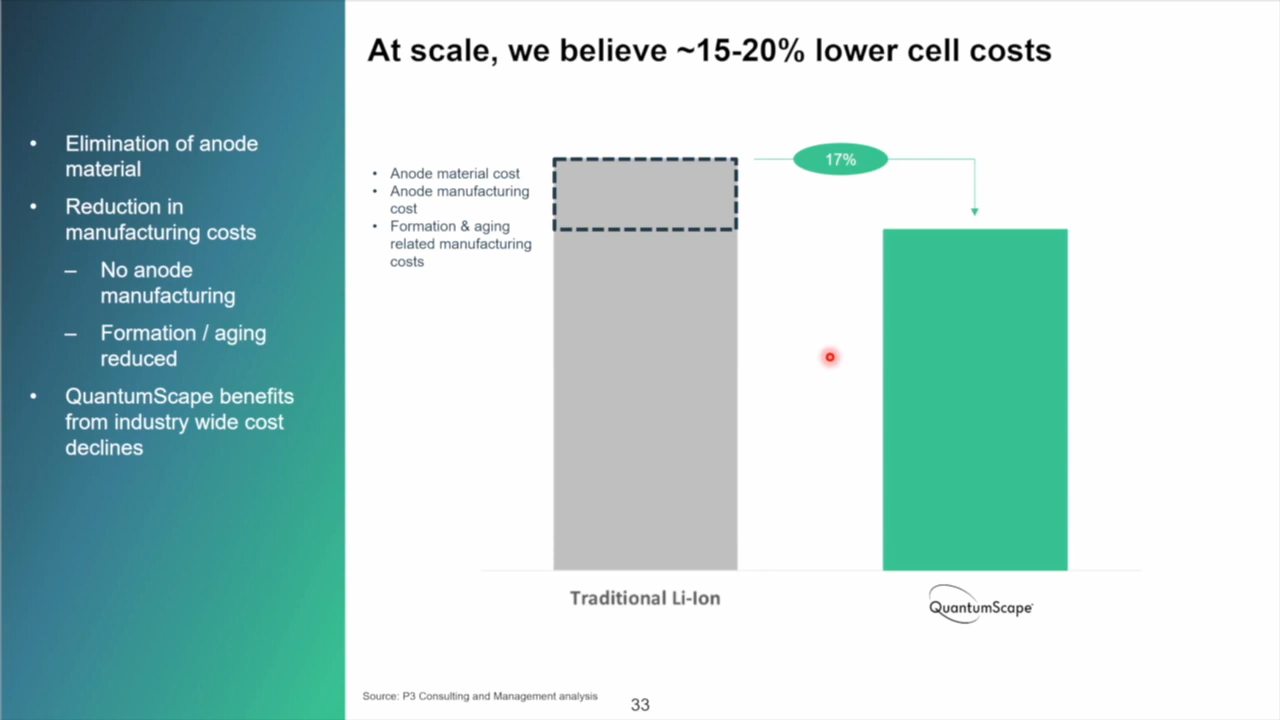 At scale, we believe ~15-20% lower cell costs
• Elimination of anode
material
• Reduction in
manufacturing costs
– No anode
manufacturing
– Formation / aging
reduced
• QuantumScape benefits
from industry wide cost
declines
• Anode material cost
• Anode manufacturing
cost
• Formation & aging
related manufacturing
costs
17%
Traditional Li-Ion
QuantumScape
Source: P3 Consulting and Management analysis
33